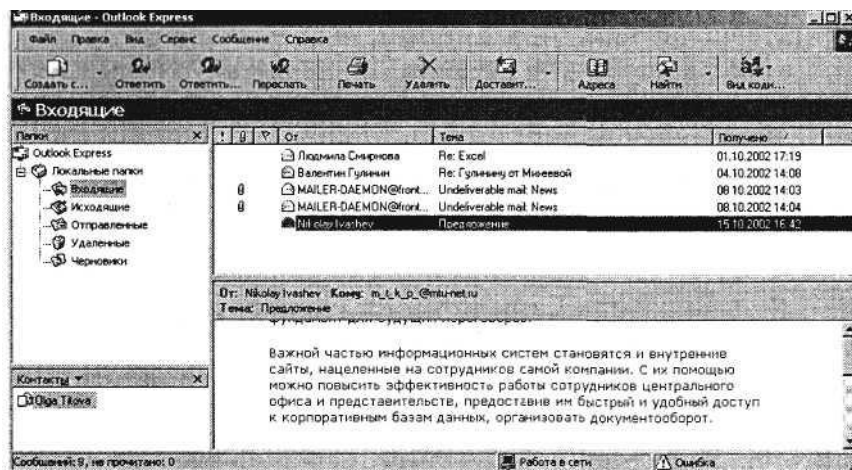 Входящие - Outlook Express
Файл Правка Вид Сервис Сообщение Справка
Создать с... Ответить Ответить... Переслать Печать Удалить Доставит... Адреса Найти Вид коди...
Входящие
Папки
Outlook Express
Локальные папки
Входящие
Исходящие
Отправленные
Удаленные
Черновики
Контакты
Olga Titova
! От Тема Получено
Людмила Смирнова Re: Excel 01.10.2002 17:19
Валентин Гулинин Re: Гулинину от Михеевой 04.10.2002 14:08
MAILER-DAEMON@front... Undeliverable mail: News 08.10.2002 14:03
MAILER-DAEMON@front... Undeliverable mail: News 08.10.2002 14:04
Nikolay Ivashev Предложение 15.10.2002 16:42
От: Nikolay Ivashev Кому: m_t_k_p_@mtu-net.ru
Тема: Предложение
фундамент для будущих переговоров.
Важной частью информационных систем становятся и внутренние
сайты, нацеленные на сотрудников самой компании. С их помощью
можно повысить эффективность работы сотрудников центрального
офиса и представительств, предоставив им быстрый и удобный доступ
к корпоративным базам данных, организовать документооборот.
Сообщений: 9, не прочитано: 0 Работа в сети Ошибка